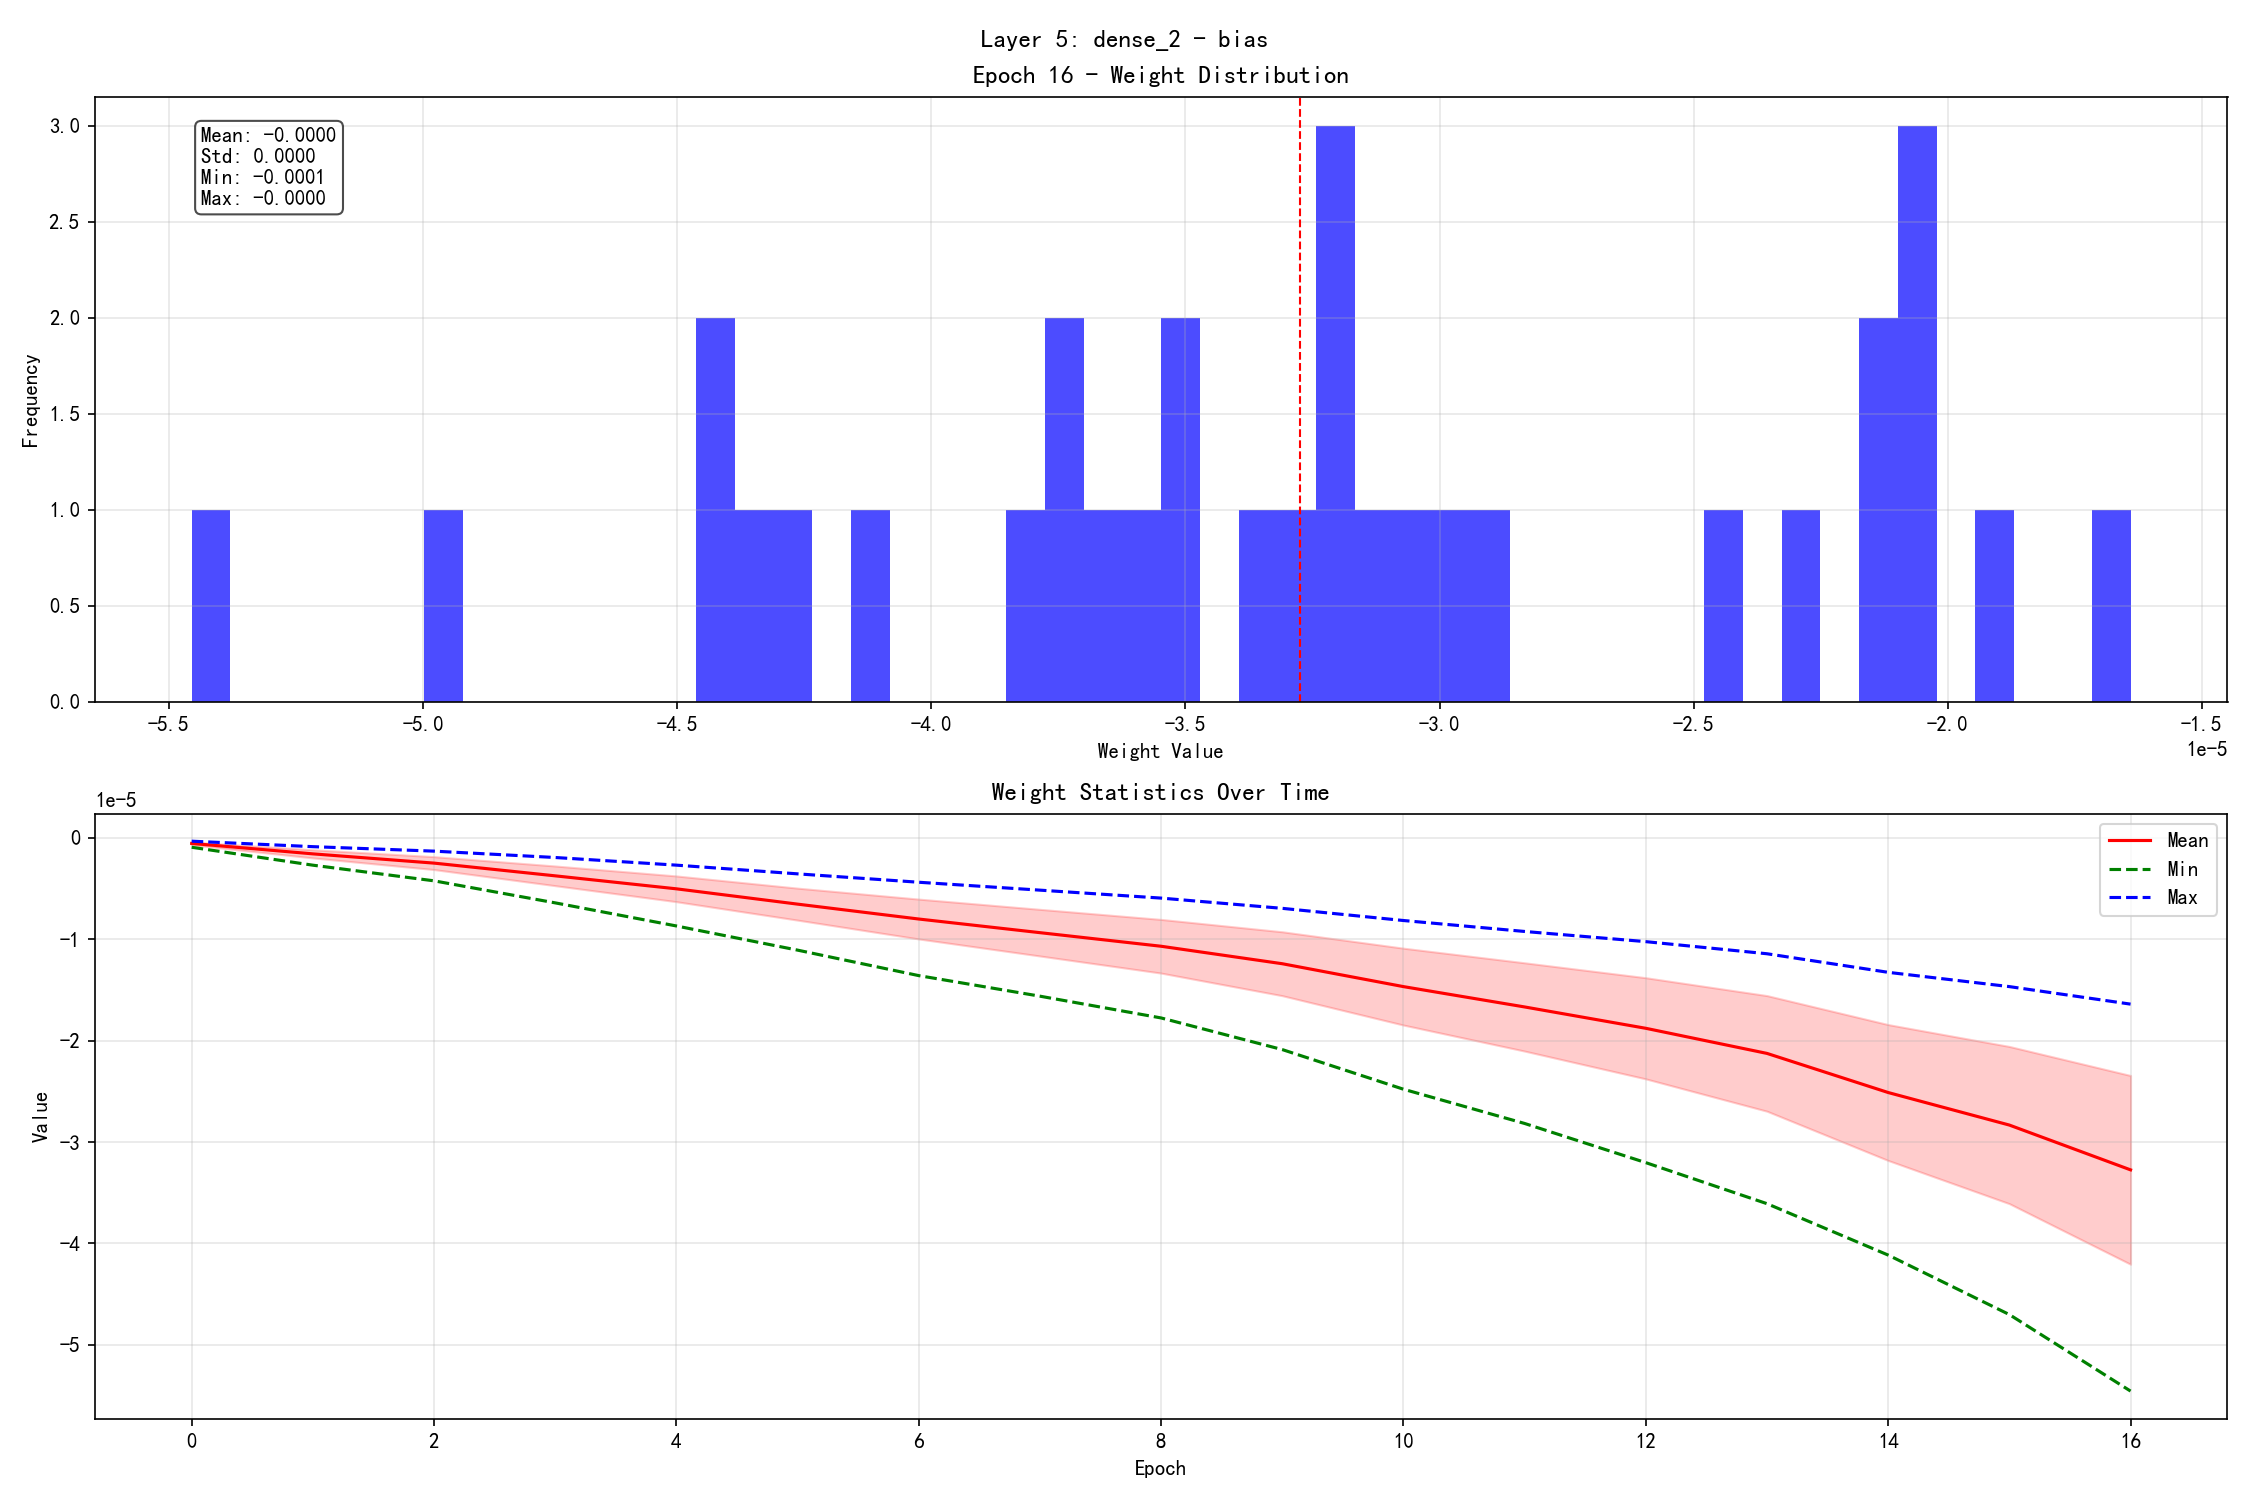 Layer 5: dense_2 - bias
Epoch 16 - Weight Distribution
Mean: -0.0000
Std: 0.0000
Min: -0.0001
Max: -0.0000
Frequency
3.0
2.5
2.0
1.5
1.0
0.5
0.0
-5.5 -5.0 -4.5 -4.0 -3.5 -3.0 -2.5 -2.0 -1.5
1e-5
Weight Value
Weight Statistics Over Time
1e-5
Mean
Min
Max
Value
0
-1
-2
-3
-4
-5
0 2 4 6 8 10 12 14 16
Epoch